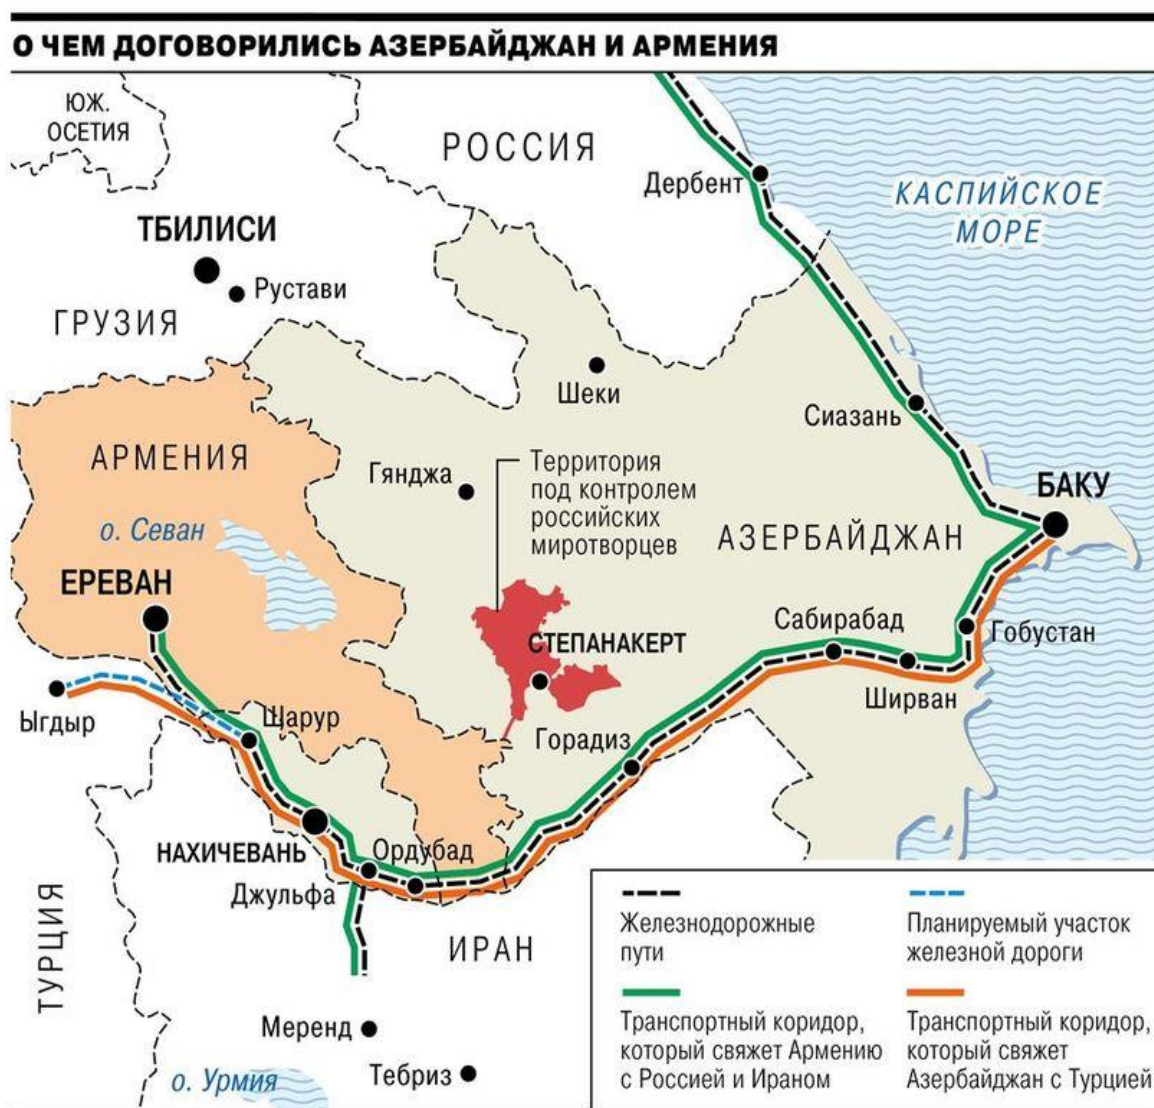 О ЧЕМ ДОГОВОРИЛИСЬ АЗЕРБАЙДЖАН И АРМЕНИЯ
ЮЖ.
ОСЕТИЯ
РОССИЯ
Дербент
КАСПИЙСКОЕ
МОРЕ
ТБИЛИСИ
Рустави
ГРУЗИЯ
Шеки
Сиазань
АРМЕНИЯ
Гянджа
Территория
под контролем
российских
миротворцев
БАКУ
о. Севан
АЗЕРБАЙДЖАН
ЕРЕВАН
СТЕПАНАКЕРТ
Сабирабад
Гобустан
Ширван
Ыгдыр
Шарур
Горадиз
НАХИЧЕВАНЬ
Ордубад
Джульфа
ТУРЦИЯ
ИРАН
Меренд
Тебриз
о. Урмия
Железнодорожные
пути
Планируемый участок
железной дороги
Транспортный коридор,
который свяжет Армению
с Россией и Ираном
Транспортный коридор,
который свяжет
Азербайджан с Турцией